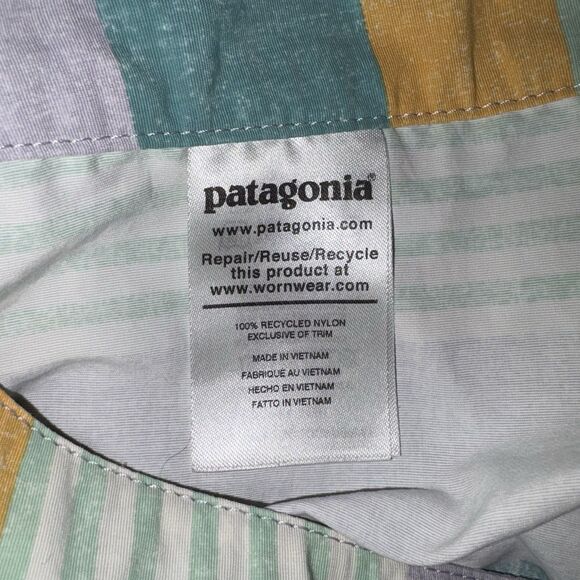 patagonia®
www.patagonia.com
Repair/Reuse/Recycle
this product at
www.wornwear.com
100% RECYCLED NYLON
EXCLUSIVE OF TRIM
MADE IN VIETNAM
FABRIQUÉ AU VIETNAM
HECHO EN VIETNAM
FATTO IN VIETNAM